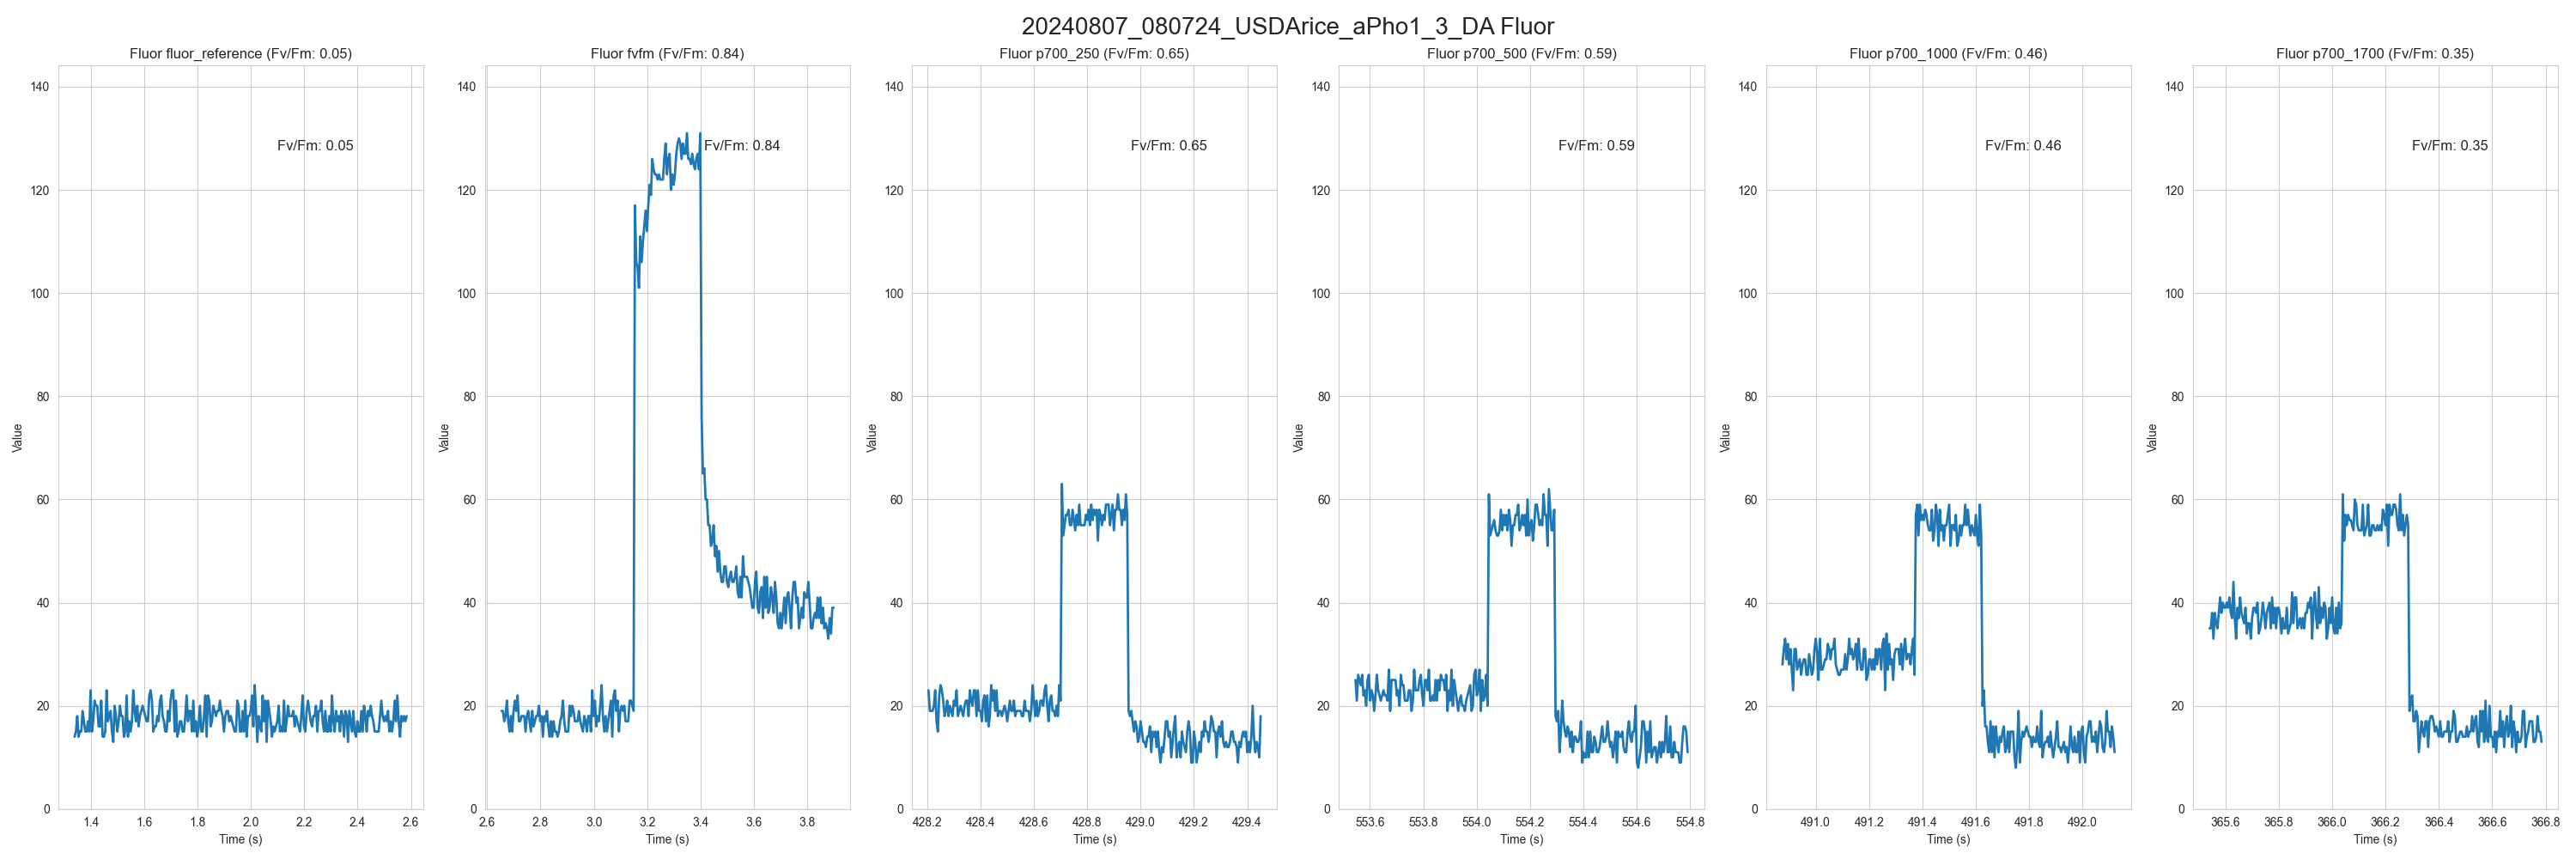 20240807_080724_USDArice_aPho1_3_DA Fluor
Fluor fluor_reference (Fv/Fm: 0.05)
140
120
100
80
60
40
20
0
Value
Fv/Fm: 0.05
1.4 1.6 1.8 2.0 2.2 2.4 2.6
Time (s)
Fluor fvfm (Fv/Fm: 0.84)
140
120
100
80
60
40
20
0
Value
Fv/Fm: 0.84
2.6 2.8 3.0 3.2 3.4 3.6 3.8
Time (s)
Fluor p700_250 (Fv/Fm: 0.65)
140
120
100
80
60
40
20
0
Value
Fv/Fm: 0.65
428.2 428.4 428.6 428.8 429.0 429.2 429.4
Time (s)
Fluor p700_500 (Fv/Fm: 0.59)
140
120
100
80
60
40
20
0
Value
Fv/Fm: 0.59
553.6 553.8 554.0 554.2 554.4 554.6 554.8
Time (s)
Fluor p700_1000 (Fv/Fm: 0.46)
140
120
100
80
60
40
20
0
Value
Fv/Fm: 0.46
491.0 491.2 491.4 491.6 491.8 492.0
Time (s)
Fluor p700_1700 (Fv/Fm: 0.35)
140
120
100
80
60
40
20
0
Value
Fv/Fm: 0.35
365.6 365.8 366.0 366.2 366.4 366.6 366.8
Time (s)